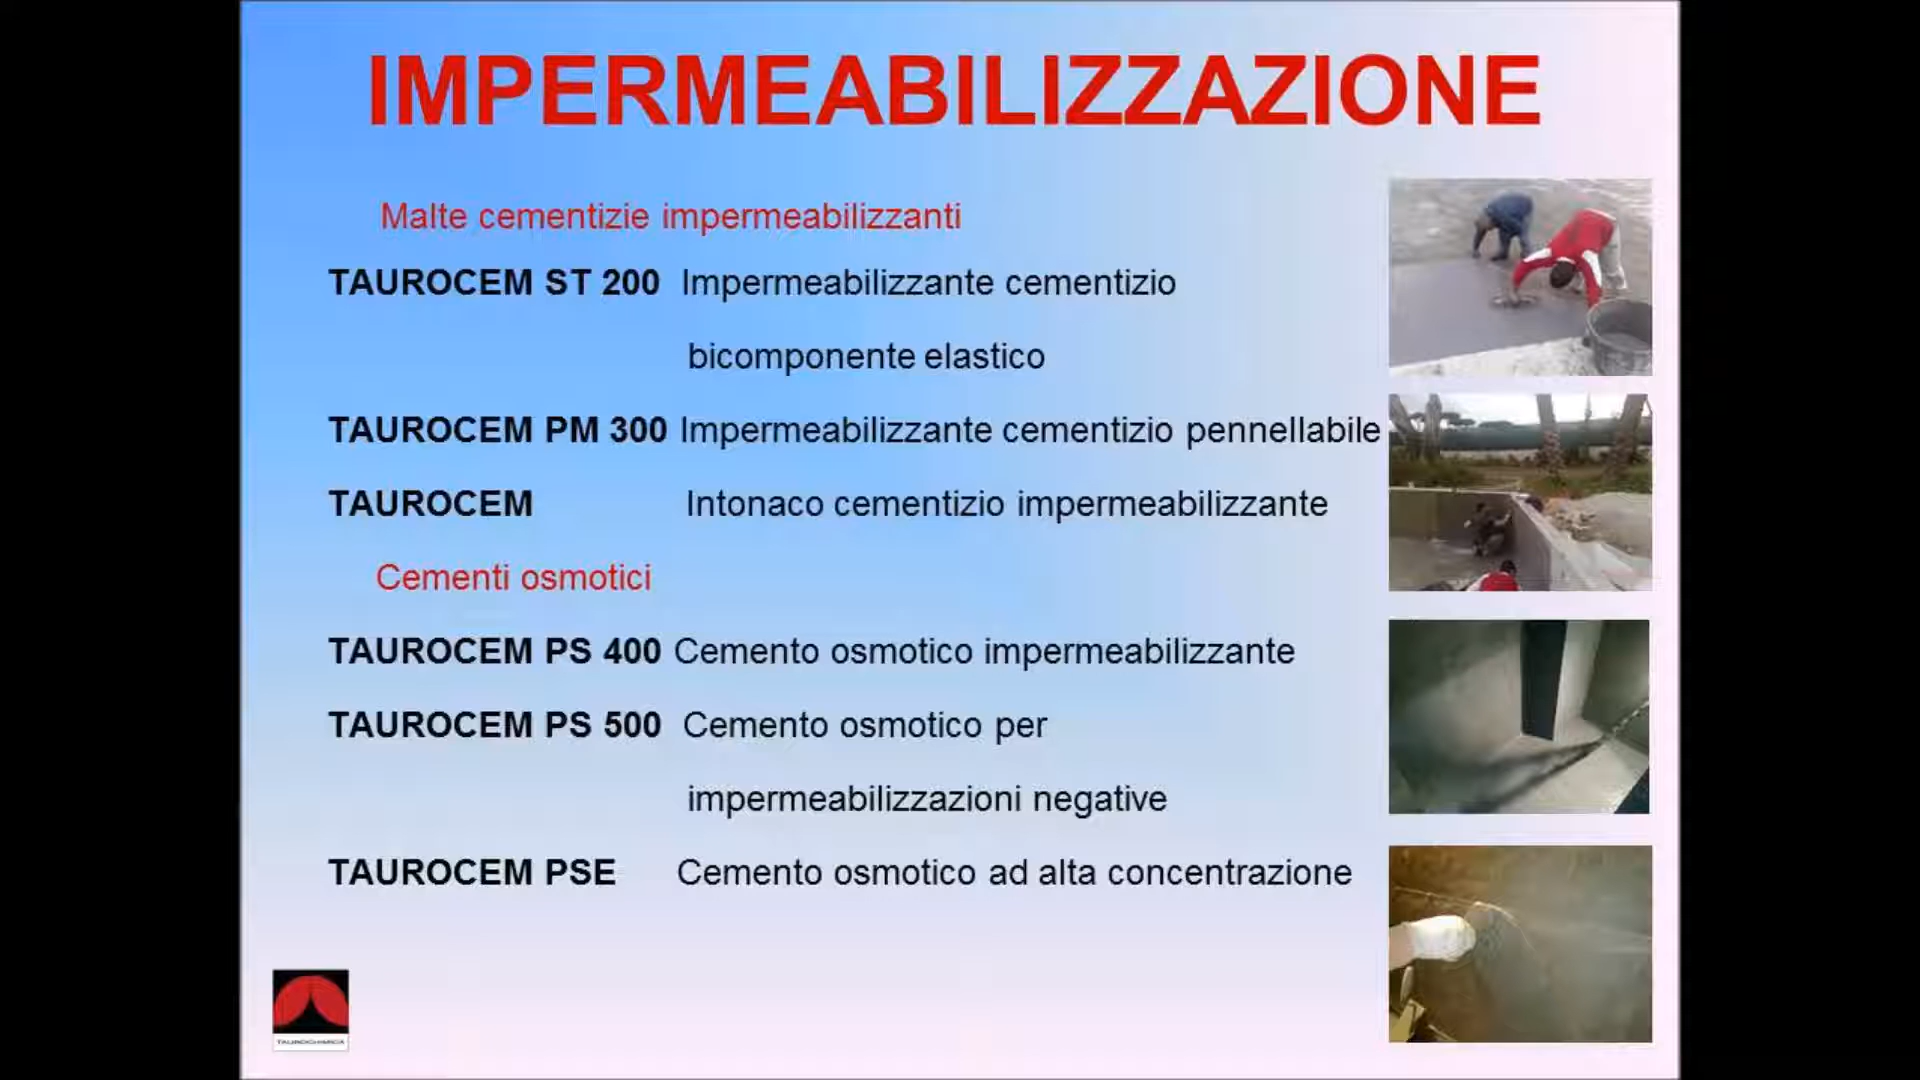 IMPERMEABILIZZAZIONE
Malte cementizie impermeabilizzanti
TAUROCEM ST 200 Impermeabilizzante cementizio
bicomponente elastico
TAUROCEM PM 300 Impermeabilizzante cementizio pennellabile
TAUROCEM Intonaco cementizio impermeabilizzante
Cementi osmotici
TAUROCEM PS 400 Cemento osmotico impermeabilizzante
TAUROCEM PS 500 Cemento osmotico per
impermeabilizzazioni negative
TAUROCEM PSE Cemento osmotico ad alta concentrazione
TAUROCHIMICA